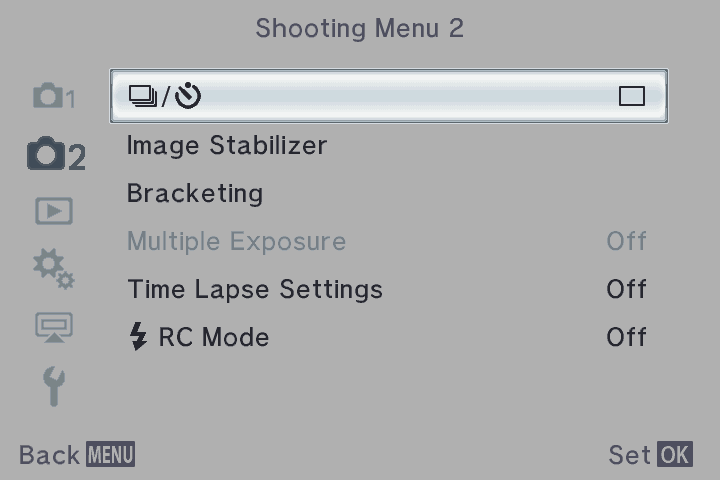 Shooting Menu 2
1
/
2
Image Stabilizer
Bracketing
Multiple Exposure Off
Time Lapse Settings Off
RC Mode Off
Back MENU Set OK